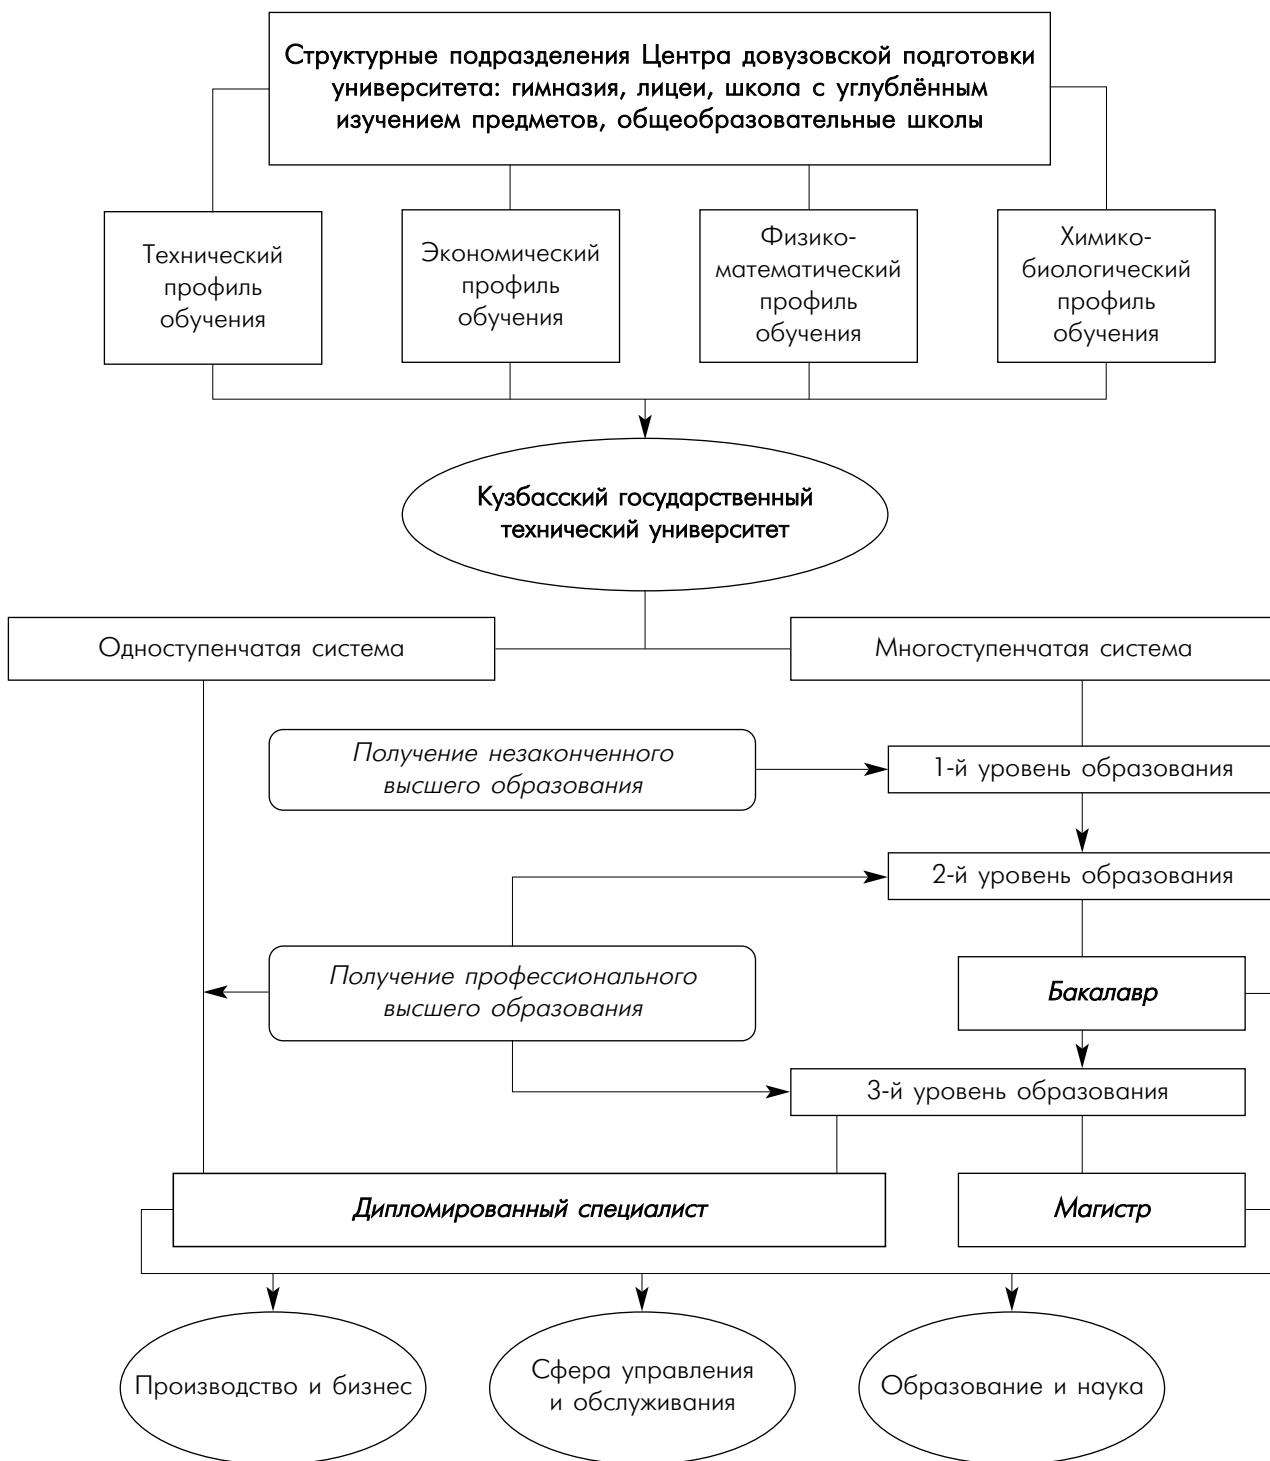 Структурные подразделения Центра довузовской подготовки
университета: гимназия, лицеи, школа с углублённым
изучением предметов, общеобразовательные школы
Технический
профиль
обучения
Экономический
профиль
обучения
Физико-
математический
профиль
обучения
Химико-
биологический
профиль
обучения
Кузбасский государственный
технический университет
Одноступенчатая система
Многоступенчатая система
Получение незаконченного
высшего образования
1-й уровень образования
2-й уровень образования
Получение профессионального
высшего образования
Бакалавр
3-й уровень образования
Дипломированный специалист
Магистр
Производство и бизнес
Сфера управления
и обслуживания
Образование и наука